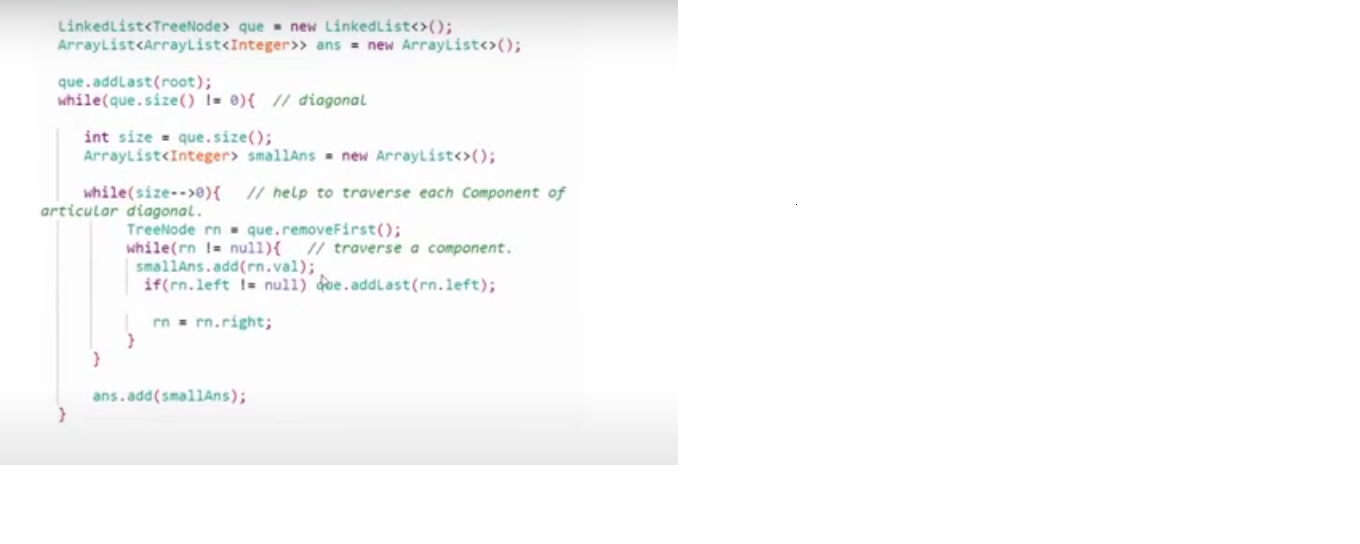 LinkedList<TreeNode> que = new LinkedList<>();
ArrayList<ArrayList<Integer>> ans = new ArrayList<>();
que.addLast(root);
while(que.size() != 0){ // diagonal
int size = que.size();
ArrayList<Integer> smallAns = new ArrayList<>();
while(size-->0){ // help to traverse each Component of
articular diagonal.
TreeNode rn = que.removeFirst();
while(rn != null){ // traverse a component.
smallAns.add(rn.val);
if(rn.left != null) que.addLast(rn.left);
rn = rn.right;
}
}
ans.add(smallAns);
}